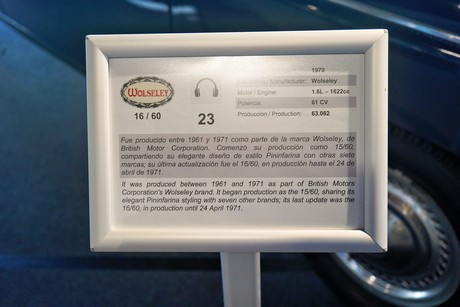 WOLSELEY
16 / 60
23
1970
Manufacturer: Wolseley
Motor / Engine: 1.6L – 1622cc
Potencia: 61 CV
Producción / Production: 63.082
Fue producido entre 1961 y 1971 como parte de la marca Wolseley, de
British Motor Corporation. Comenzó su producción como 15/60,
compartiendo su elegante diseño de estilo Pininfarina con otras siete
marcas; su última actualización fue el 16/60, en producción hasta el 24 de
abril de 1971.
It was produced between 1961 and 1971 as part of British Motors
Corporation's Wolseley brand. It began production as the 15/60, sharing its
elegant Pininfarina styling with seven other brands; its last update was the
16/60, in production until 24 April 1971.